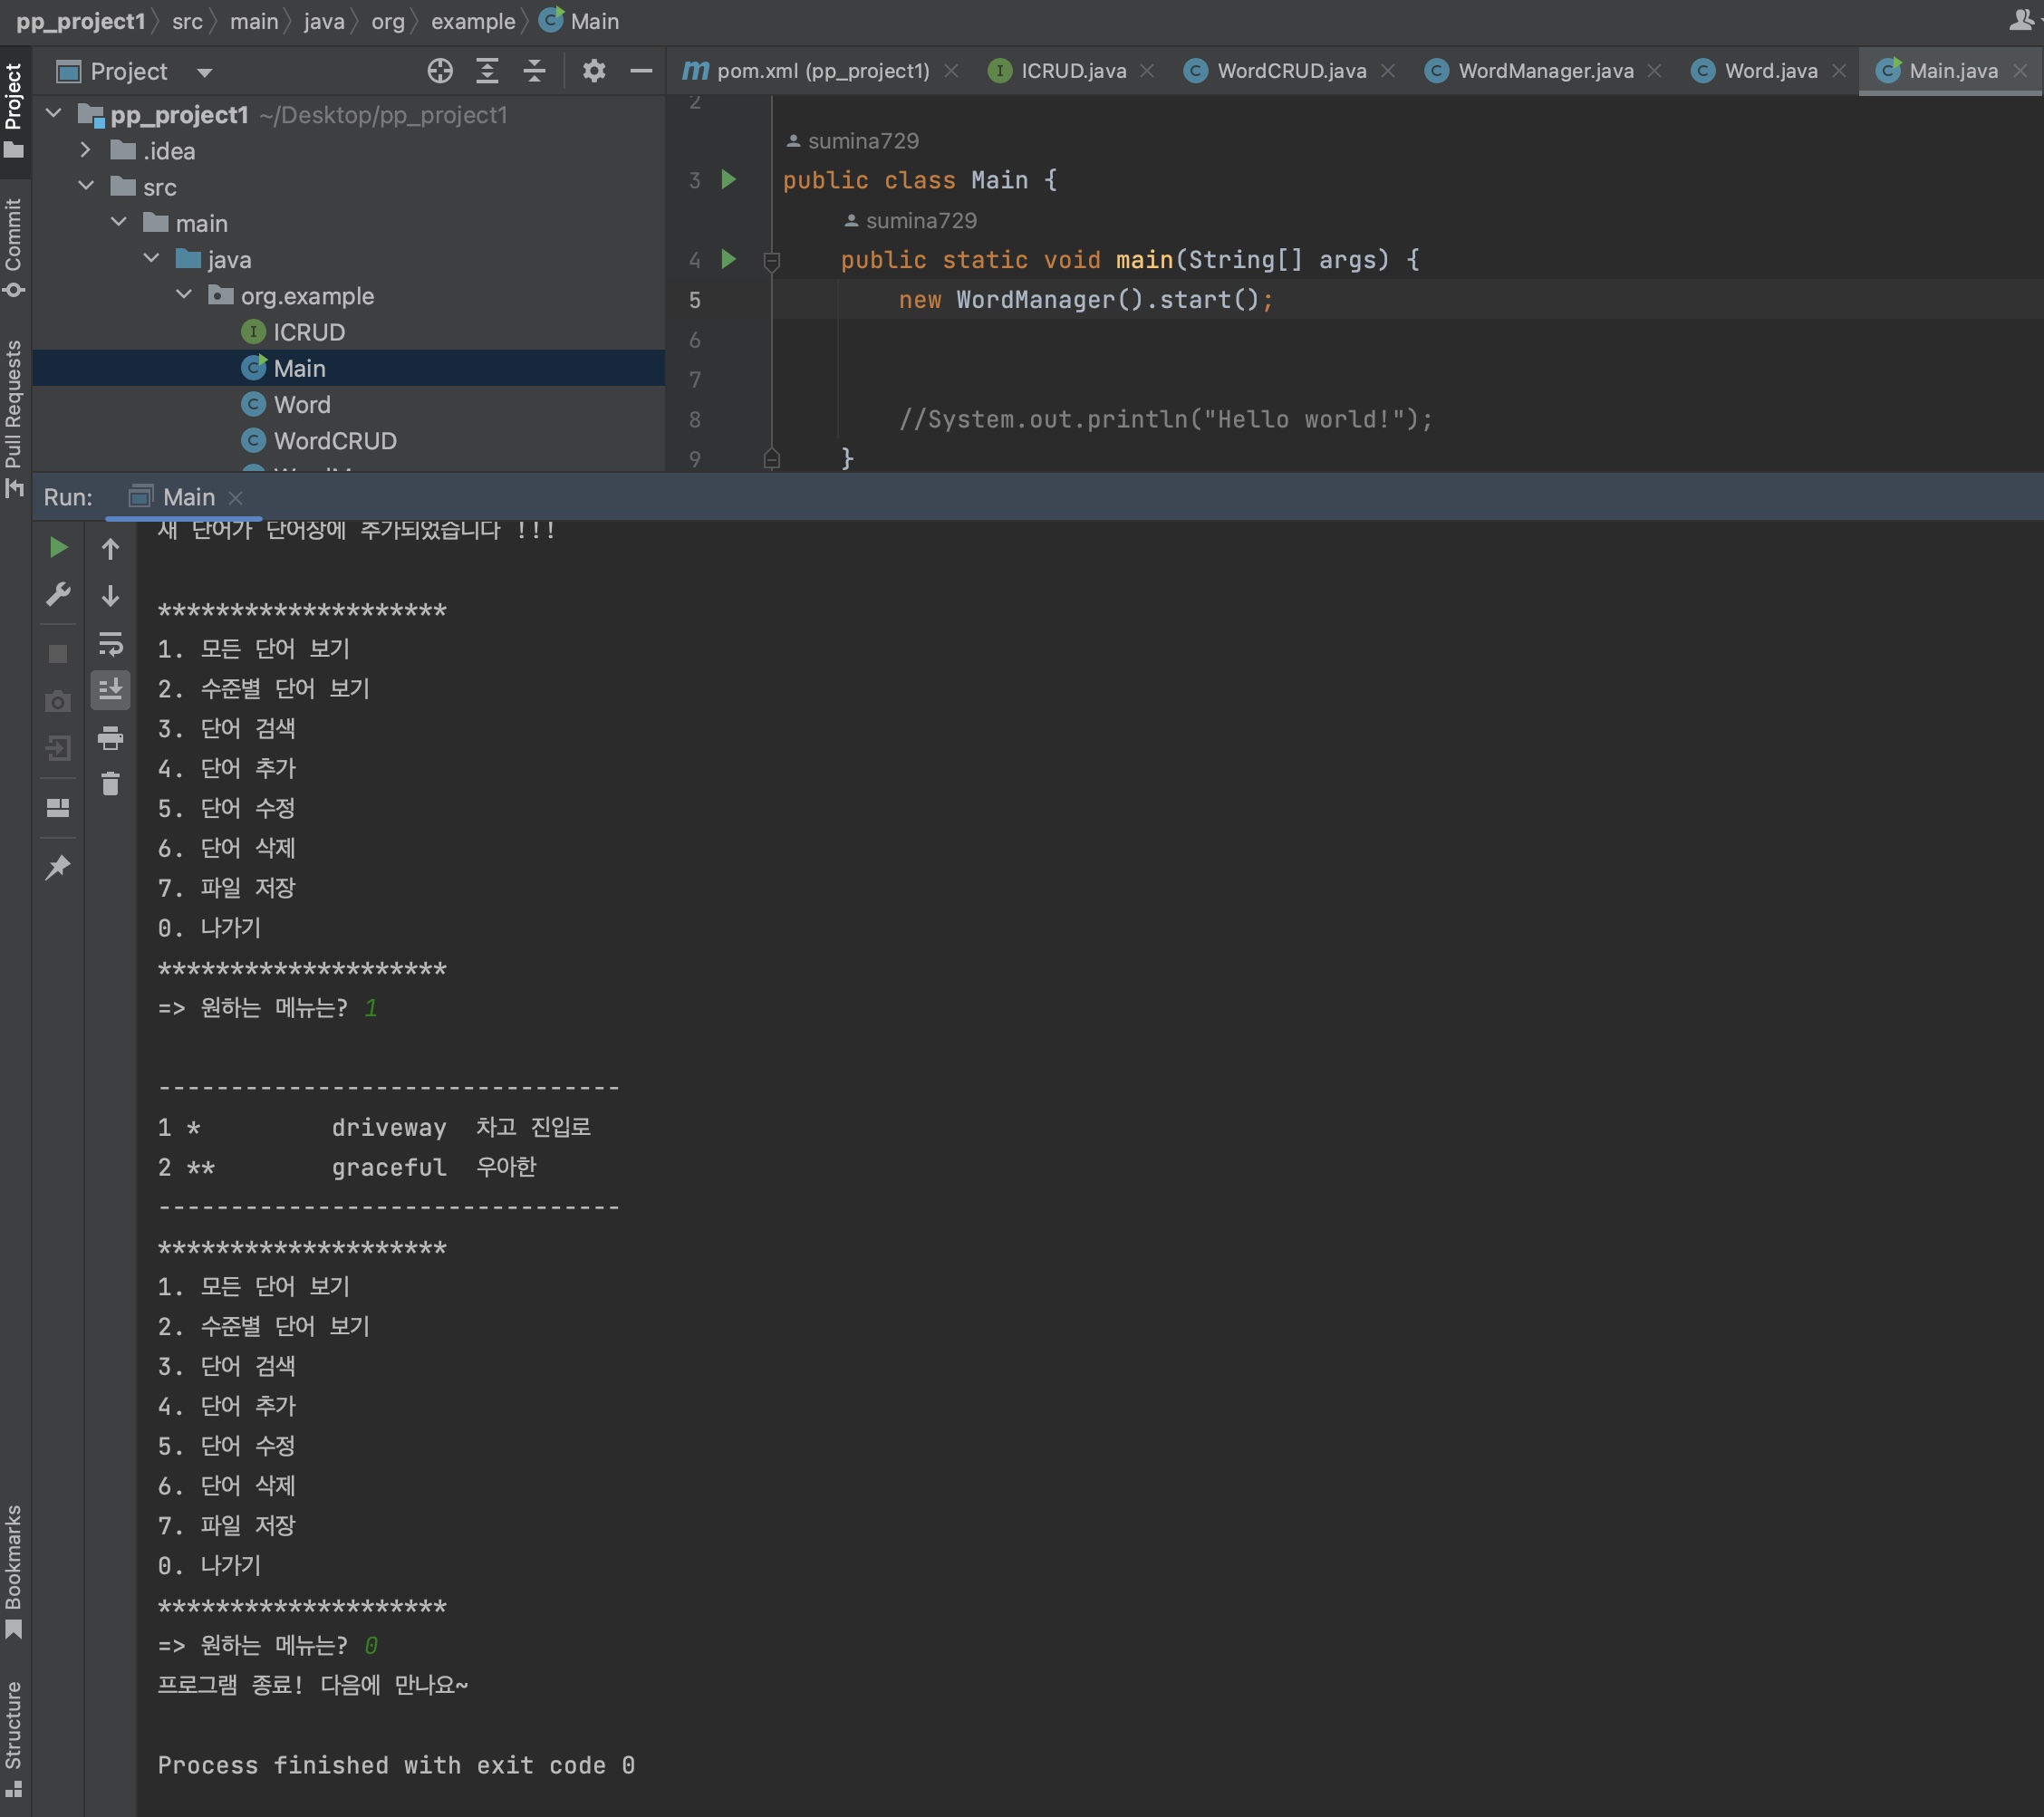 pp_project1 src main java org example Main
Project
pom.xml (pp_project1)
ICRUD.java
WordCRUD.java
WordManager.java
Word.java
Main.java
Project
Commit
Pull Requests
Bookmarks
Structure
pp_project1 ~/Desktop/pp_project1
.idea
src
main
java
org.example
ICRUD
Main
Word
WordCRUD
2
sumina729
3 public class Main {
sumina729
4 public static void main(String[] args) {
5 new WordManager().start();
6
7
8 //System.out.println("Hello world!");
9 }
Run: Main
새 단어가 단어장에 추가되었습니다 !!!
********************
1. 모든 단어 보기
2. 수준별 단어 보기
3. 단어 검색
4. 단어 추가
5. 단어 수정
6. 단어 삭제
7. 파일 저장
0. 나가기
********************
=> 원하는 메뉴는? 1
--------------------------------
1 * driveway 차고 진입로
2 ** graceful 우아한
--------------------------------
********************
1. 모든 단어 보기
2. 수준별 단어 보기
3. 단어 검색
4. 단어 추가
5. 단어 수정
6. 단어 삭제
7. 파일 저장
0. 나가기
********************
=> 원하는 메뉴는? 0
프로그램 종료! 다음에 만나요~
Process finished with exit code 0